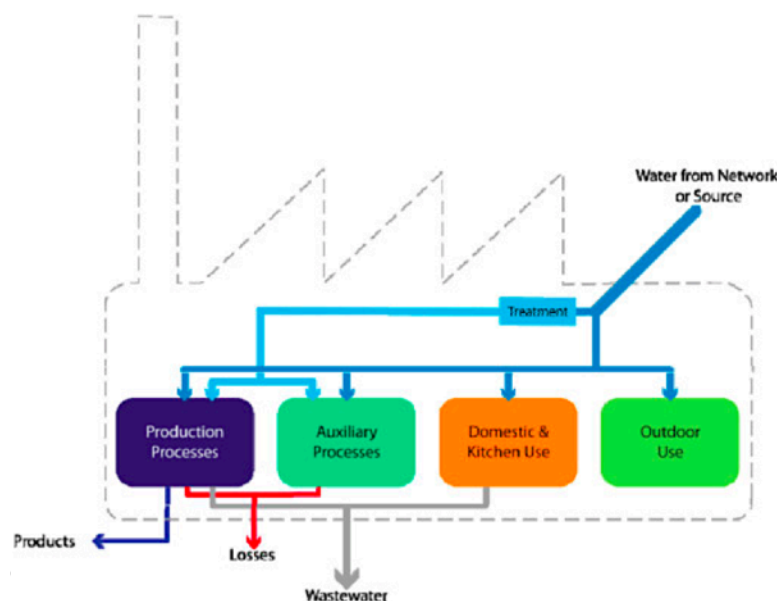 Water from Network
or Source
Treatment
Production
Processes
Auxiliary
Processes
Domestic &
Kitchen Use
Outdoor
Use
Products
Losses
Wastewater